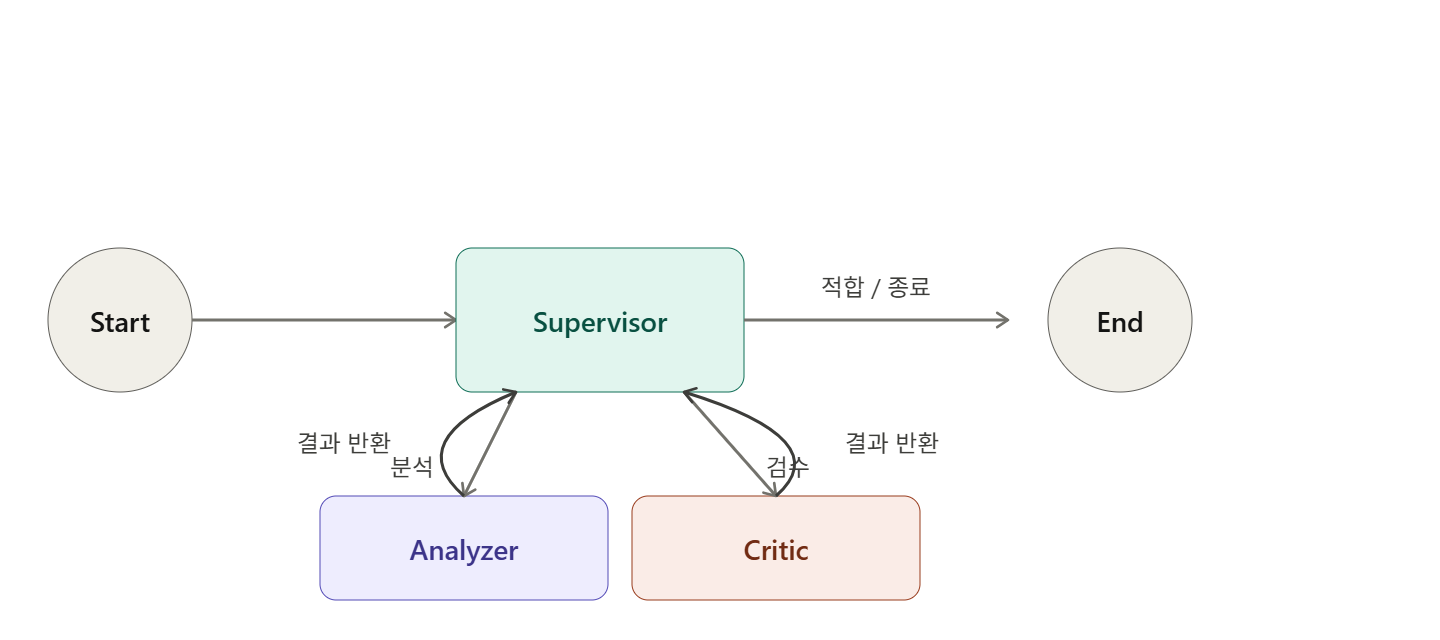 적합 / 종료
Start
Supervisor
End
결과 반환
결과 반환
분석
검수
Analyzer
Critic